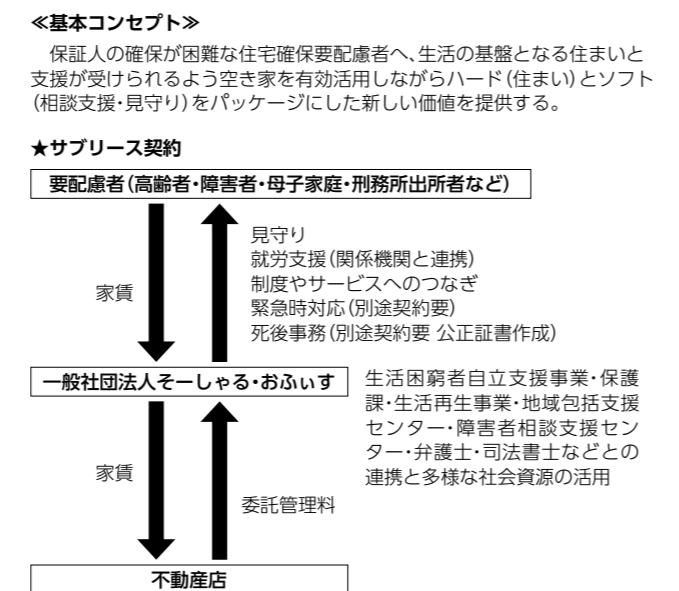 ≪基本コンセプト≫
保証人の確保が困難な住宅確保要配慮者へ、生活の基盤となる住まいと
支援が受けられるよう空き家を有効活用しながらハード(住まい)とソフト
(相談支援・見守り)をパッケージにした新しい価値を提供する。
★サブリース契約
要配慮者(高齢者・障害者・母子家庭・刑務所出所者など)
家賃
見守り
就労支援(関係機関と連携)
制度やサービスへのつなぎ
緊急時対応(別途契約要)
死後事務(別途契約要 公正証書作成)
一般社団法人そーしゃる・おふぃす
生活困窮者自立支援事業・保護
課・生活再生事業・地域包括支援
センター・障害者相談支援セン
ター・弁護士・司法書士などとの
連携と多様な社会資源の活用
家賃
委託管理料
不動産店